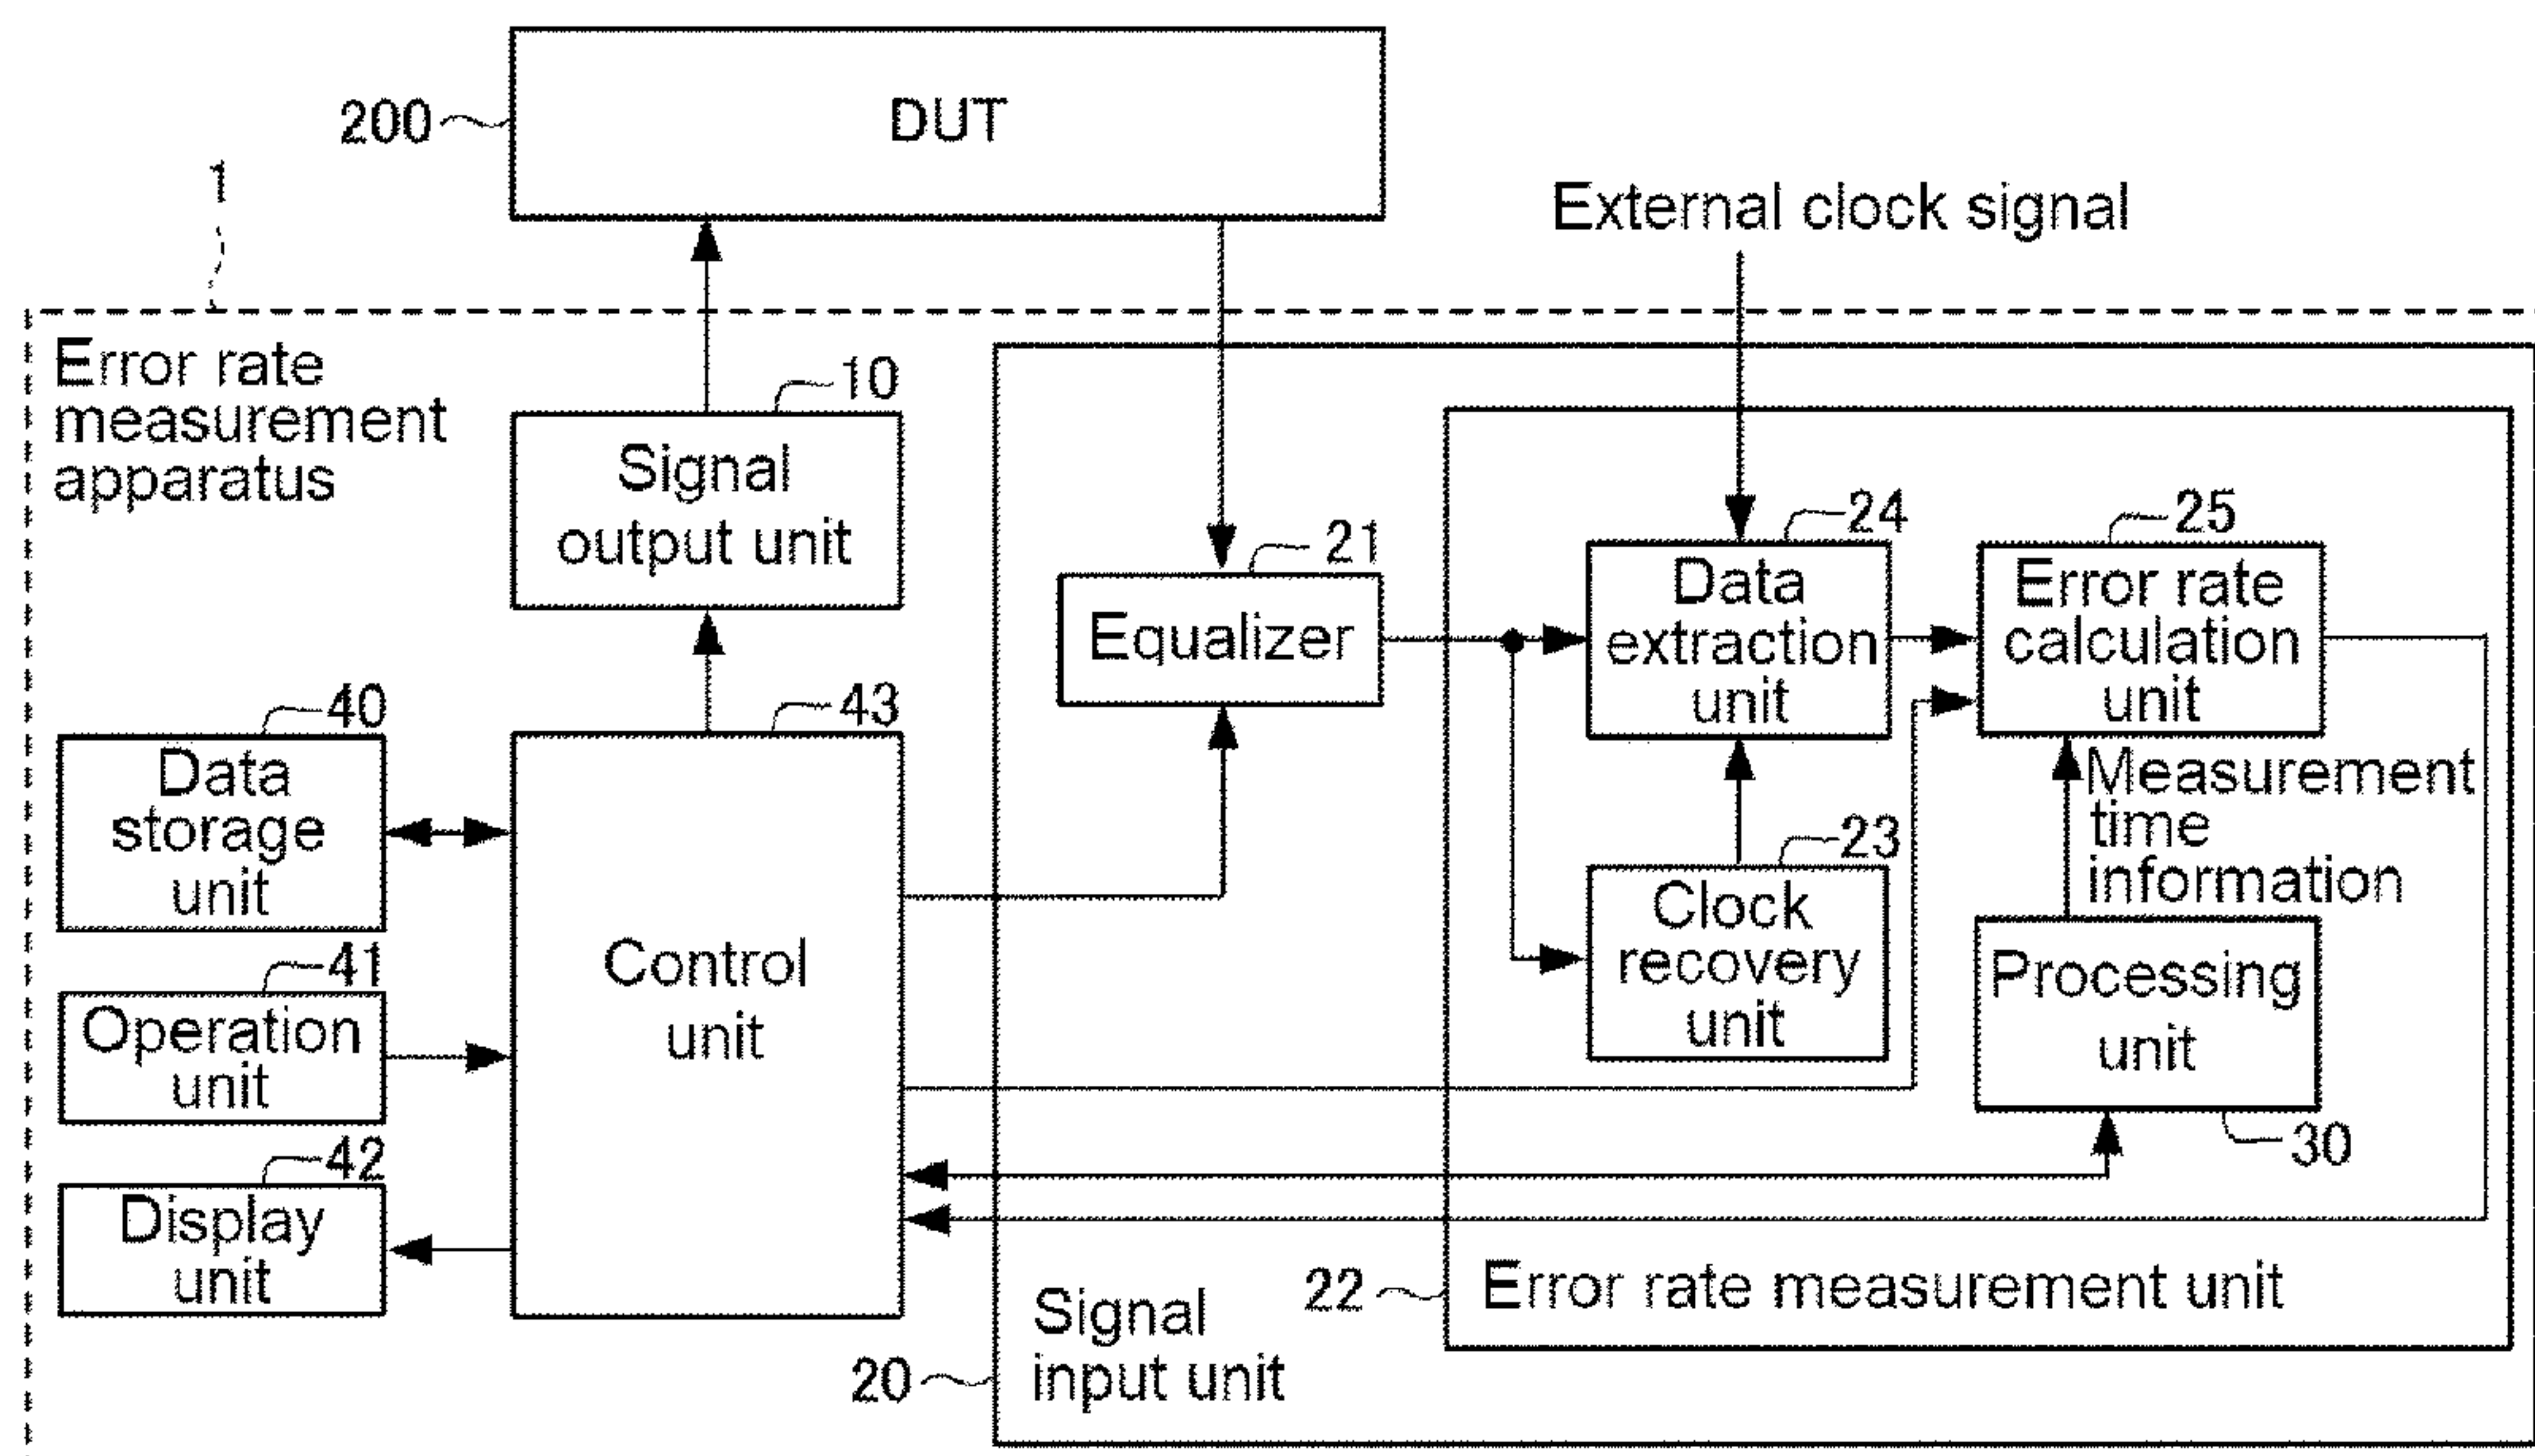 DUT
200
1
External clock signal
Error rate
measurement
apparatus
10
Signal
output unit
21
Equalizer
24
Data
extraction
unit
25
Error rate
calculation
unit
40
Data
storage
unit
43
Control
unit
Measurement
time
information
23
Clock
recovery
unit
Processing
unit
30
41
Operation
unit
42
Display
unit
22
Error rate measurement unit
20
Signal
input unit